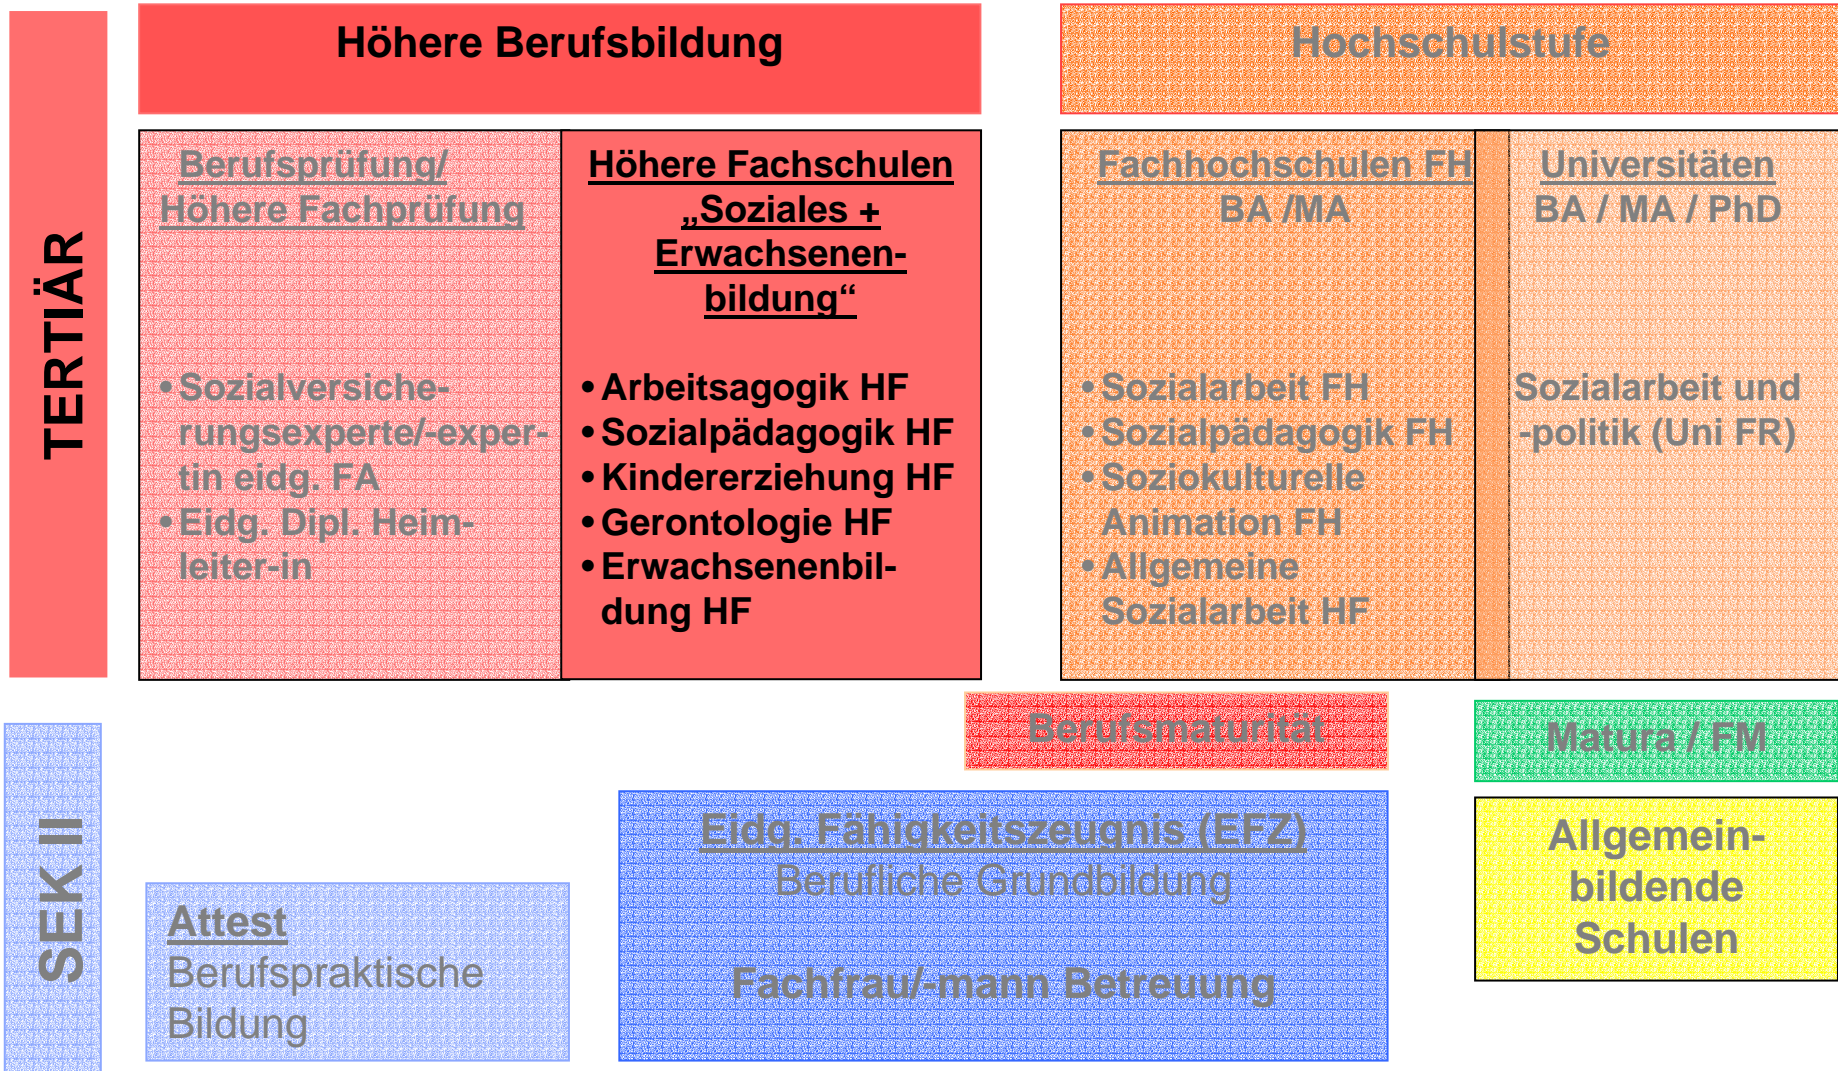 TERTIÄR
Höhere Berufsbildung
Hochschulstufe
Berufsprüfung/
Höhere Fachprüfung
• Sozialversiche-
rungsexperte/-exper-
tin eidg. FA
• Eidg. Dipl. Heim-
leiter-in
Höhere Fachschulen
„Soziales +
Erwachsenen-
bildung“
• Arbeitsagogik HF
• Sozialpädagogik HF
• Kindererziehung HF
• Gerontologie HF
• Erwachsenenbil-
dung HF
Fachhochschulen FH
BA /MA
• Sozialarbeit FH
• Sozialpädagogik FH
• Soziokulturelle
Animation FH
• Allgemeine
Sozialarbeit HF
Universitäten
BA / MA / PhD
Sozialarbeit und
-politik (Uni FR)
Berufsmaturität
Matura / FM
SEK II
Attest
Berufspraktische
Bildung
Eidg. Fähigkeitszeugnis (EFZ)
Berufliche Grundbildung
Fachfrau/-mann Betreuung
Allgemein-
bildende
Schulen